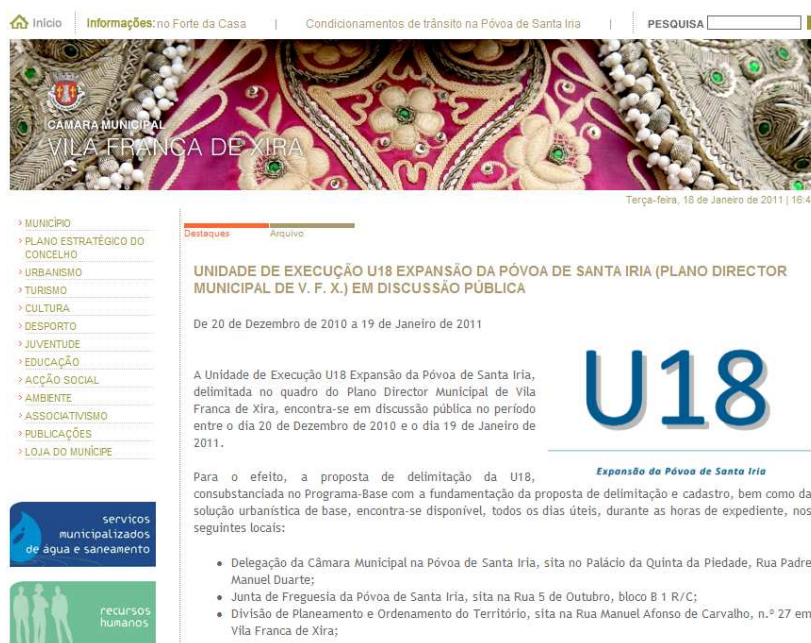 Início
Informações: no Forte da Casa | Condicionamentos de trânsito na Póvoa de Santa Iria |
PESQUISA
CÂMARA MUNICIPAL
VILA FRANCA DE XIRA
Terça-feira, 18 de Janeiro de 2011 | 16:4
› MUNICÍPIO
› PLANO ESTRATÉGICO DO
CONCELHO
› URBANISMO
› TURISMO
› CULTURA
› DESPORTO
› JUVENTUDE
› EDUCAÇÃO
› ACÇÃO SOCIAL
› AMBIENTE
› ASSOCIATIVISMO
› PUBLICAÇÕES
› LOJA DO MUNÍCIPE
serviços
municipalizados
de água e saneamento
recursos
humanos
Destaques
Arquivo
UNIDADE DE EXECUÇÃO U18 EXPANSÃO DA PÓVOA DE SANTA IRIA (PLANO DIRECTOR
MUNICIPAL DE V. F. X.) EM DISCUSSÃO PÚBLICA
De 20 de Dezembro de 2010 a 19 de Janeiro de 2011
A Unidade de Execução U18 Expansão da Póvoa de Santa Iria,
delimitada no quadro do Plano Director Municipal de Vila
Franca de Xira, encontra-se em discussão pública no período
entre o dia 20 de Dezembro de 2010 e o dia 19 de Janeiro de
2011.
U18
Expansão da Póvoa de Santa Iria
Para o efeito, a proposta de delimitação da U18,
consubstanciada no Programa-Base com a fundamentação da proposta de delimitação e cadastro, bem como da
solução urbanística de base, encontra-se disponível, todos os dias úteis, durante as horas de expediente, nos
seguintes locais:
• Delegação da Câmara Municipal na Póvoa de Santa Iria, sita no Palácio da Quinta da Piedade, Rua Padre
Manuel Duarte;
• Junta de Freguesia da Póvoa de Santa Iria, sita na Rua 5 de Outubro, bloco B 1 R/C;
• Divisão de Planeamento e Ordenamento do Território, sita na Rua Manuel Afonso de Carvalho, n.º 27 em
Vila Franca de Xira;